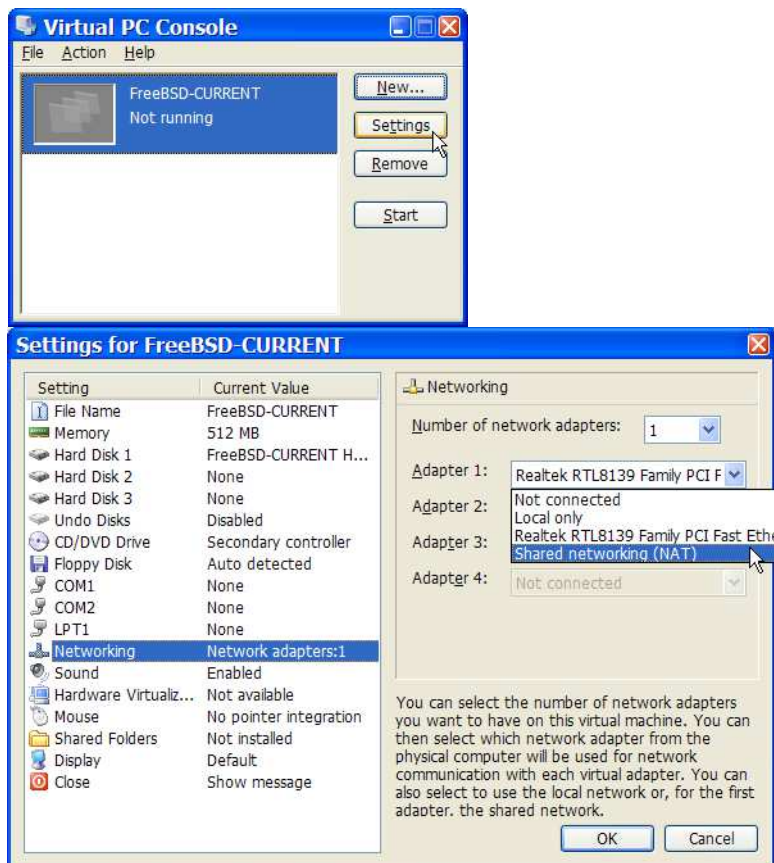 Virtual PC Console
File Action Help
FreeBSD-CURRENT
Not running
New...
Settings
Remove
Start
Settings for FreeBSD-CURRENT
Setting Current Value
File Name FreeBSD-CURRENT
Memory 512 MB
Hard Disk 1 FreeBSD-CURRENT H...
Hard Disk 2 None
Hard Disk 3 None
Undo Disks Disabled
CD/DVD Drive Secondary controller
Floppy Disk Auto detected
COM1 None
COM2 None
LPT1 None
Networking Network adapters:1
Sound Enabled
Hardware Virtualiz... Not available
Mouse No pointer integration
Shared Folders Not installed
Display Default
Close Show message
Networking
Number of network adapters: 1
Adapter 1: Realtek RTL8139 Family PCI F
Not connected
Local only
Realtek RTL8139 Family PCI Fast Ethe
Shared networking (NAT)
Adapter 2:
Adapter 3:
Adapter 4: Not connected
You can select the number of network adapters
you want to have on this virtual machine. You can
then select which network adapter from the
physical computer will be used for network
communication with each virtual adapter. You can
also select to use the local network or, for the first
adapter, the shared network.
OK Cancel